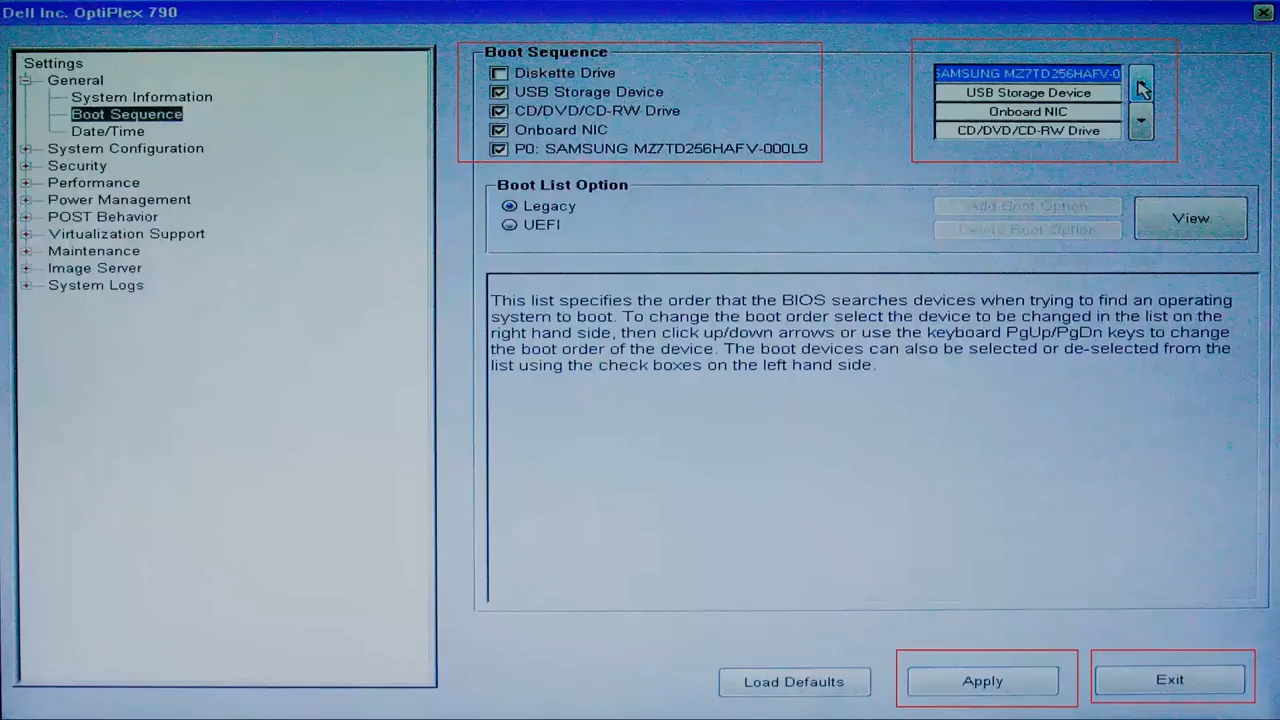 Dell Inc. OptiPlex 790
Settings
General
System Information
Boot Sequence
Date/Time
System Configuration
Security
Performance
Power Management
POST Behavior
Virtualization Support
Maintenance
Image Server
System Logs
Boot Sequence
Diskette Drive
USB Storage Device
CD/DVD/CD-RW Drive
Onboard NIC
P0: SAMSUNG MZ7TD256HAFV-000L9
SAMSUNG MZ7TD256HAFV-0
USB Storage Device
Onboard NIC
CD/DVD/CD-RW Drive
Boot List Option
Legacy
UEFI
Add Boot Option
Delete Boot Option
View
This list specifies the order that the BIOS searches devices when trying to find an operating
system to boot. To change the boot order select the device to be changed in the list on the
right hand side, then click up/down arrows or use the keyboard PgUp/PgDn keys to change
the boot order of the device. The boot devices can also be selected or de-selected from the
list using the check boxes on the left hand side.
Load Defaults
Apply
Exit